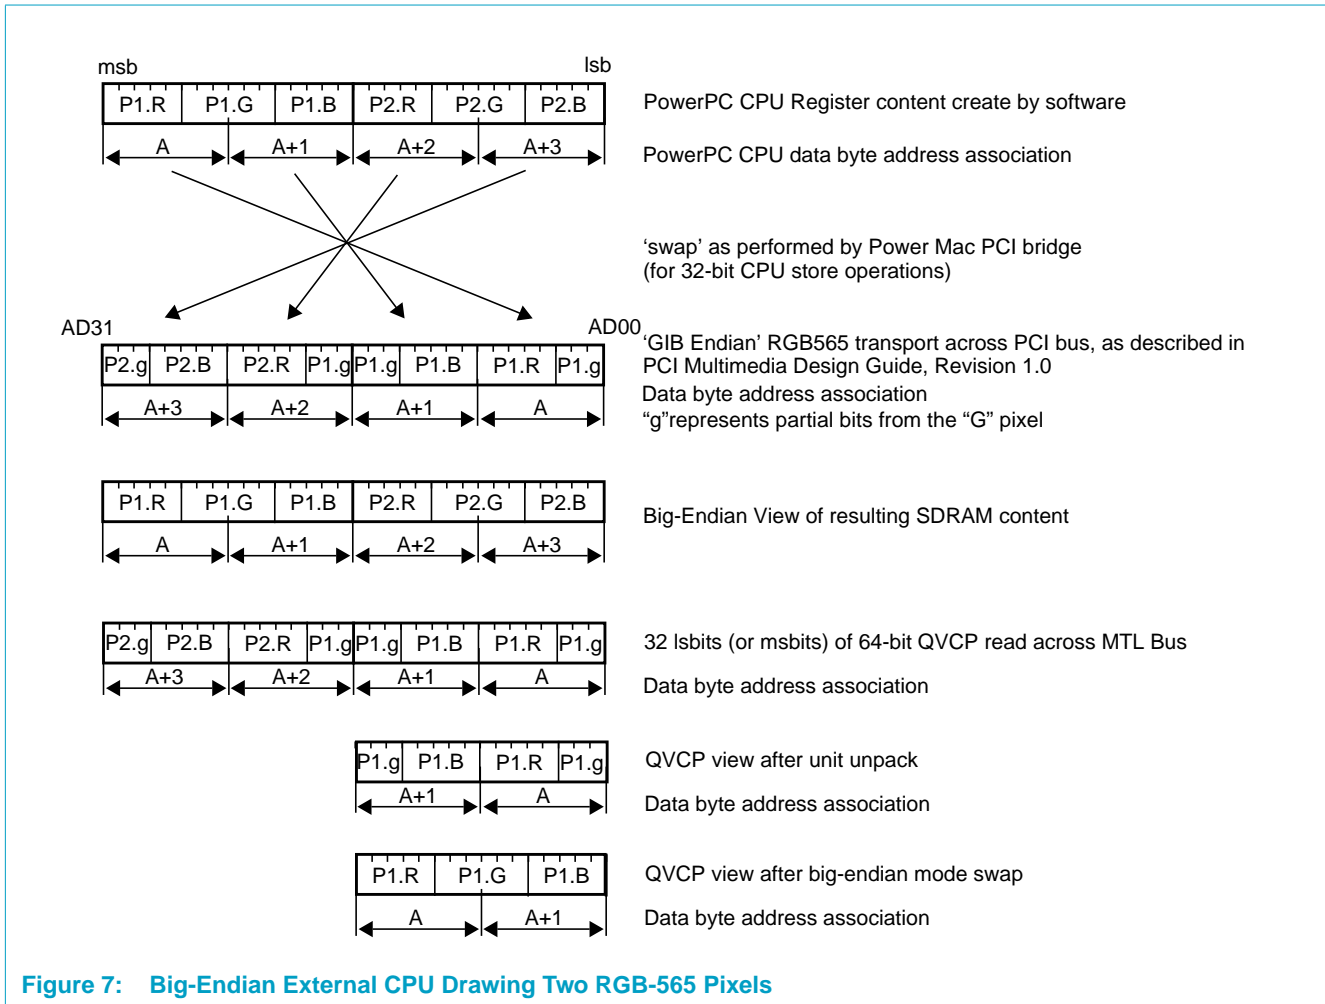 msb lsb
P1.R P1.G P1.B P2.R P2.G P2.B PowerPC CPU Register content create by software
A A+1 A+2 A+3 PowerPC CPU data byte address association
‘swap’ as performed by Power Mac PCI bridge
(for 32-bit CPU store operations)
AD31 AD00
‘GIB Endian’ RGB565 transport across PCI bus, as described in
P2.g P2.B P2.R P1.g P1.g P1.B P1.R P1.g PCI Multimedia Design Guide, Revision 1.0
Data byte address association
A+3 A+2 A+1 A “g”represents partial bits from the “G” pixel
P1.R P1.G P1.B P2.R P2.G P2.B
Big-Endian View of resulting SDRAM content
A A+1 A+2 A+3
P2.g P2.B P2.R P1.g P1.g P1.B P1.R P1.g 32 lsbits (or msbits) of 64-bit QVCP read across MTL Bus
A+3 A+2 A+1 A Data byte address association
P1.g P1.B P1.R P1.g QVCP view after unit unpack
A+1 A Data byte address association
P1.R P1.G P1.B QVCP view after big-endian mode swap
A A+1 Data byte address association
Figure 7: Big-Endian External CPU Drawing Two RGB-565 Pixels